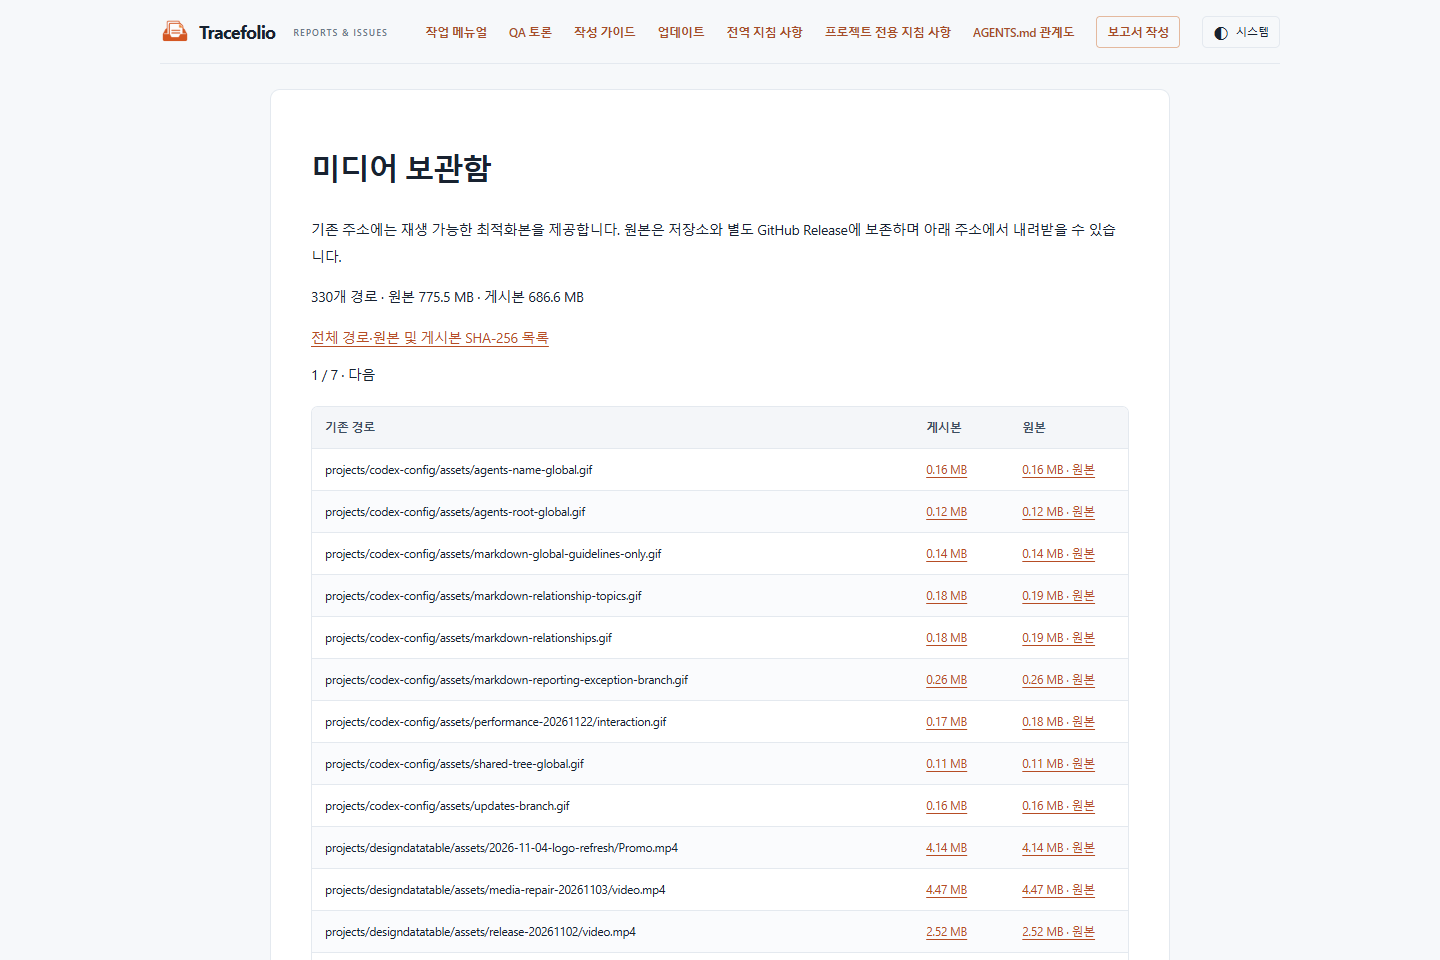 Tracefolio
REPORTS & ISSUES
작업 메뉴얼
QA 토론
작성 가이드
업데이트
전역 지침 사항
프로젝트 전용 지침 사항
AGENTS.md 관계도
보고서 작성
시스템
미디어 보관함
기존 주소에는 재생 가능한 최적화본을 제공합니다. 원본은 저장소와 별도 GitHub Release에 보존하며 아래 주소에서 내려받을 수 있습
니다.
330개 경로 · 원본 775.5 MB · 게시본 686.6 MB
전체 경로·원본 및 게시본 SHA-256 목록
1 / 7 · 다음
기존 경로 게시본 원본
projects/codex-config/assets/agents-name-global.gif 0.16 MB 0.16 MB · 원본
projects/codex-config/assets/agents-root-global.gif 0.12 MB 0.12 MB · 원본
projects/codex-config/assets/markdown-global-guidelines-only.gif 0.14 MB 0.14 MB · 원본
projects/codex-config/assets/markdown-relationship-topics.gif 0.18 MB 0.19 MB · 원본
projects/codex-config/assets/markdown-relationships.gif 0.18 MB 0.19 MB · 원본
projects/codex-config/assets/markdown-reporting-exception-branch.gif 0.26 MB 0.26 MB · 원본
projects/codex-config/assets/performance-20261122/interaction.gif 0.17 MB 0.18 MB · 원본
projects/codex-config/assets/shared-tree-global.gif 0.11 MB 0.11 MB · 원본
projects/codex-config/assets/updates-branch.gif 0.16 MB 0.16 MB · 원본
projects/designdatatable/assets/2026-11-04-logo-refresh/Promo.mp4 4.14 MB 4.14 MB · 원본
projects/designdatatable/assets/media-repair-20261103/video.mp4 4.47 MB 4.47 MB · 원본
projects/designdatatable/assets/release-20261102/video.mp4 2.52 MB 2.52 MB · 원본